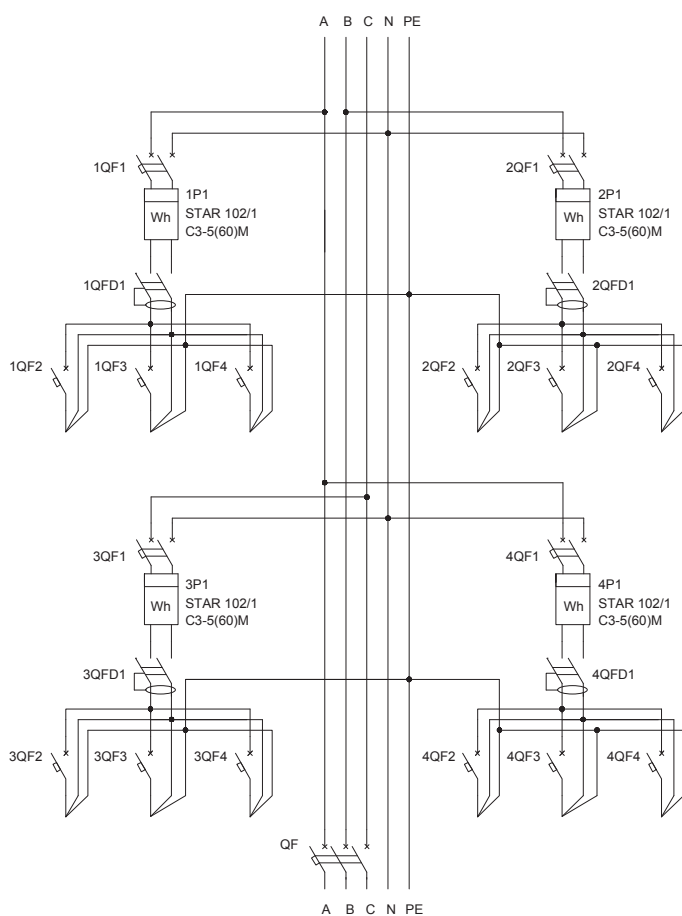 A B C N PE
1QF1
2QF1
1P1
STAR 102/1
C3-5(60)M
Wh
2P1
STAR 102/1
C3-5(60)M
Wh
1QFD1
2QFD1
1QF2
1QF3
1QF4
2QF2
2QF3
2QF4
3QF1
4QF1
3P1
STAR 102/1
C3-5(60)M
Wh
4P1
STAR 102/1
C3-5(60)M
Wh
3QFD1
4QFD1
3QF2
3QF3
3QF4
4QF2
4QF3
4QF4
QF
A B C N PE